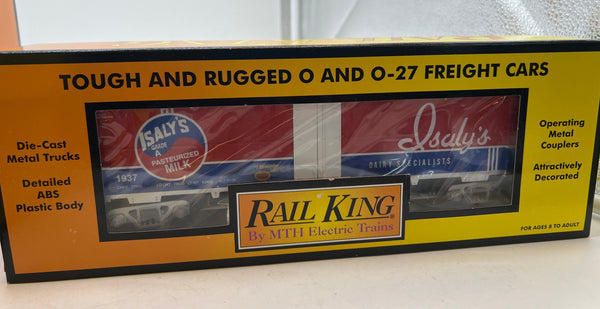 TOUGH AND RUGGED O AND O-27 FREIGHT CARS
Die-Cast
Metal Trucks
Detailed
ABS
Plastic Body
ISALY'S
GRADE
A
PASTEURIZED
MILK
1937
Isaly's
DAIRY SPECIALISTS
Operating
Metal
Couplers
Attractively
Decorated
RAIL KING®
By MTH Electric Trains
FOR AGES 8 TO ADULT